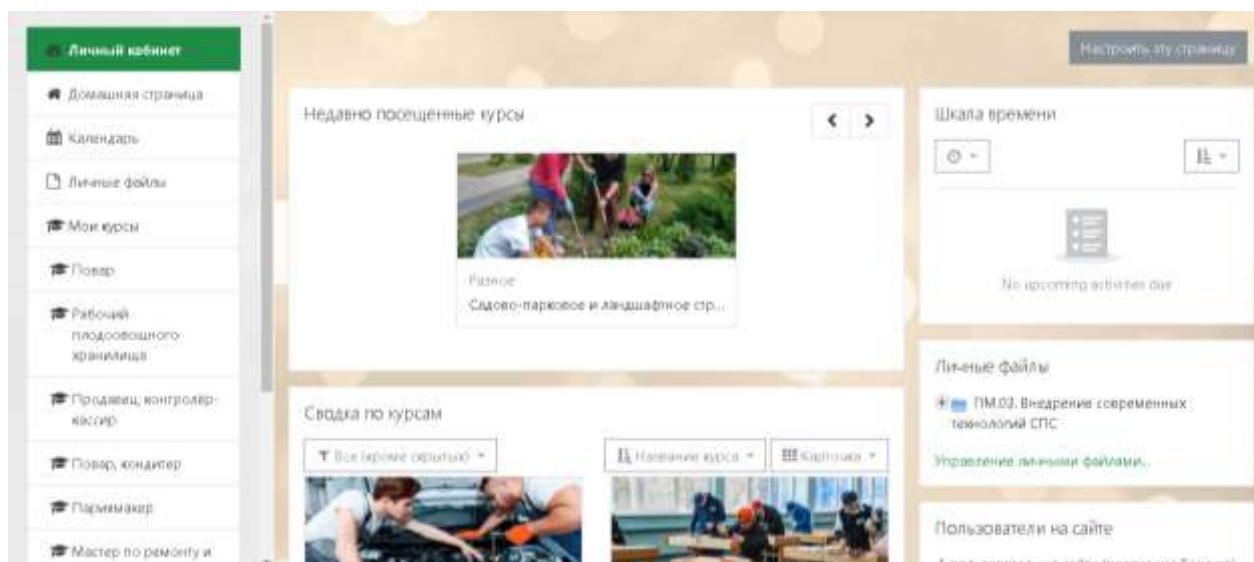 Личный кабинет
Домашняя страница
Календарь
Личные файлы
Мои курсы
Повар
Рабочий
плодоовощного
хранилища
Продавец, контролёр-
кассир
Повар, кондитер
Парикмахер
Мастер по ремонту и
Настроить эту страницу
Недавно посещенные курсы
Разное
Садово-парковое и ландшафтное стр...
Сводка по курсам
Все (кроме скрытых)
Название курса
Карточка
Шкала времени
No upcoming activities due
Личные файлы
ПМ.02. Внедрение современных
технологий СПС
Управление личными файлами...
Пользователи на сайте